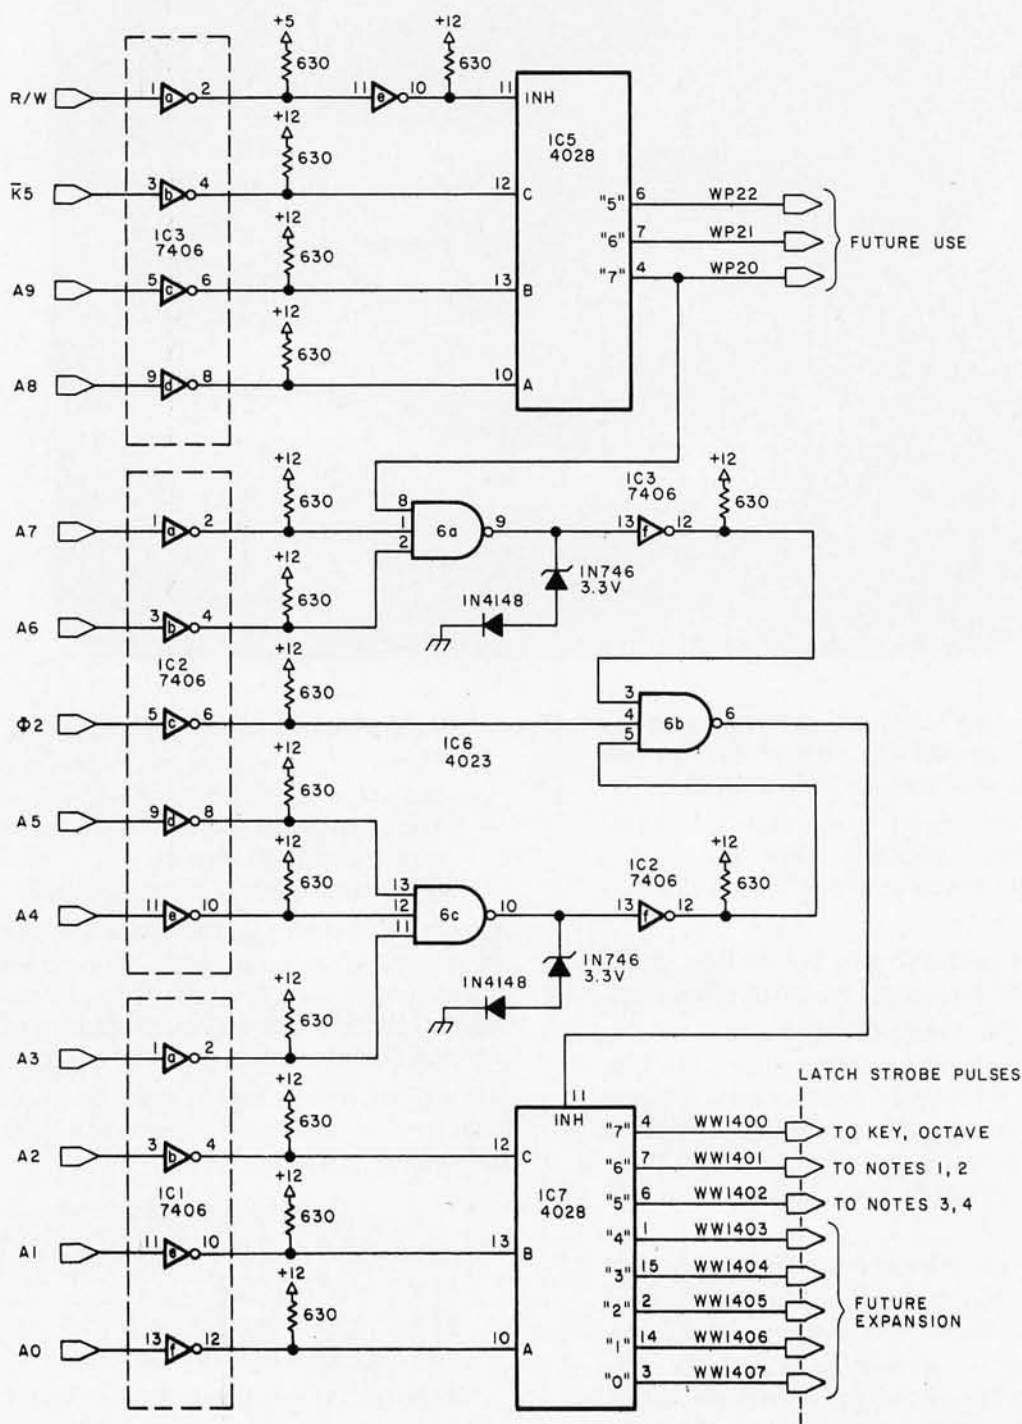 +5
+12
630
630
R/W
1
a
2
11
e
10
11
INH
+12
IC5
4028
630
K̅5
3
b
4
12
C
"5"
6
WP22
IC3
7406
+12
630
"6"
7
WP21
FUTURE USE
A9
5
c
6
13
B
"7"
4
WP20
+12
630
A8
9
d
8
10
A
+12
IC3
7406
+12
630
630
A7
1
a
2
8
1
2
6a
9
13
f
12
+12
630
1N746
3.3V
1N4148
A6
3
b
4
IC2
7406
+12
630
3
4
5
6b
6
Φ2
5
c
6
IC6
4023
+12
630
A5
9
d
8
+12
630
IC2
7406
+12
630
A4
11
e
10
13
12
11
6c
10
13
f
12
1N746
3.3V
1N4148
+12
630
A3
1
a
2
LATCH STROBE PULSES
+12
630
11
INH
"7"
4
WW1400
TO KEY, OCTAVE
A2
3
b
4
12
C
"6"
7
WW1401
TO NOTES 1, 2
IC1
7406
+12
630
IC7
4028
"5"
6
WW1402
TO NOTES 3, 4
"4"
1
WW1403
A1
11
e
10
13
B
"3"
15
WW1404
+12
630
"2"
2
WW1405
FUTURE
EXPANSION
"1"
14
WW1406
A0
13
f
12
10
A
"0"
3
WW1407